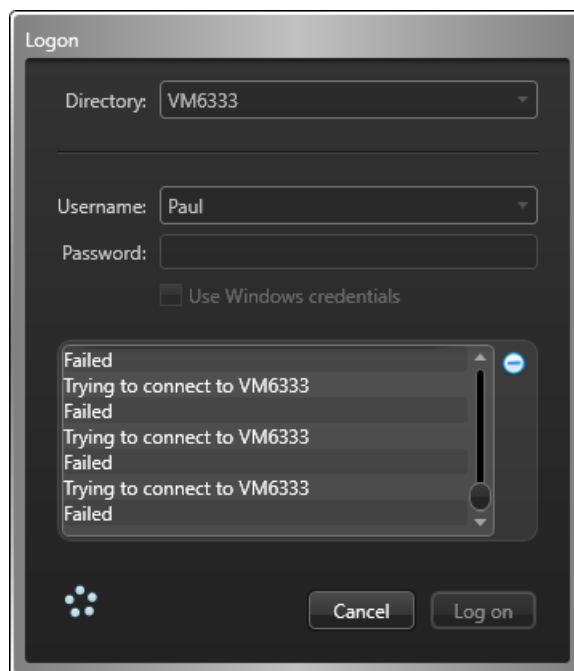 Logon
Directory: VM6333
Username: Paul
Password:
Use Windows credentials
Failed
Trying to connect to VM6333
Failed
Trying to connect to VM6333
Failed
Trying to connect to VM6333
Failed
Cancel Log on